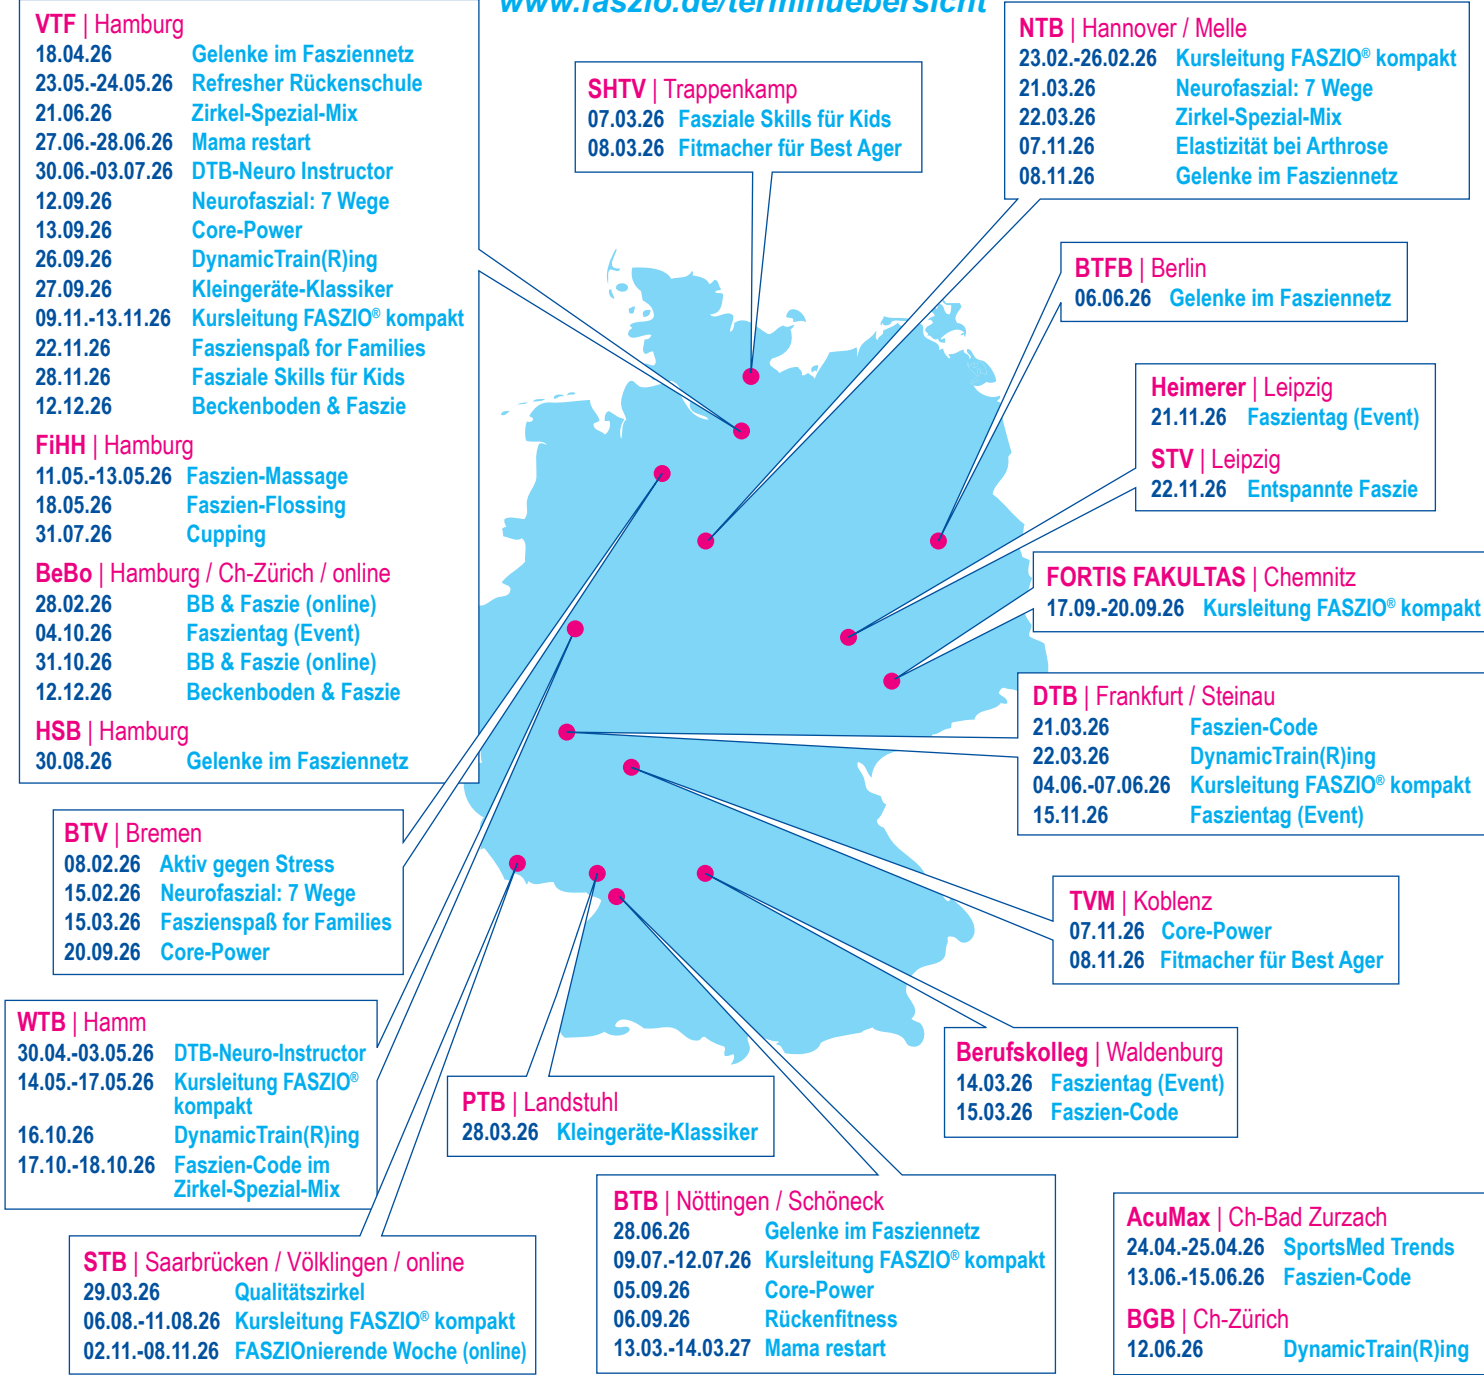 www.faszio.de/terminuebersicht
VTF | Hamburg
18.04.26 Gelenke im Fasziennetz
23.05.-24.05.26 Refresher Rückenschule
21.06.26 Zirkel-Spezial-Mix
27.06.-28.06.26 Mama restart
30.06.-03.07.26 DTB-Neuro Instructor
12.09.26 Neurofaszial: 7 Wege
13.09.26 Core-Power
26.09.26 DynamicTrain(R)ing
27.09.26 Kleingeräte-Klassiker
09.11.-13.11.26 Kursleitung FASZIO® kompakt
22.11.26 Faszienspaß for Families
28.11.26 Fasziale Skills für Kids
12.12.26 Beckenboden & Faszie
FiHH | Hamburg
11.05.-13.05.26 Faszien-Massage
18.05.26 Faszien-Flossing
31.07.26 Cupping
BeBo | Hamburg / Ch-Zürich / online
28.02.26 BB & Faszie (online)
04.10.26 Faszientag (Event)
31.10.26 BB & Faszie (online)
12.12.26 Beckenboden & Faszie
HSB | Hamburg
30.08.26 Gelenke im Fasziennetz
SHTV | Trappenkamp
07.03.26 Fasziale Skills für Kids
08.03.26 Fitmacher für Best Ager
NTB | Hannover / Melle
23.02.-26.02.26 Kursleitung FASZIO® kompakt
21.03.26 Neurofaszial: 7 Wege
22.03.26 Zirkel-Spezial-Mix
07.11.26 Elastizität bei Arthrose
08.11.26 Gelenke im Fasziennetz
BTFB | Berlin
06.06.26 Gelenke im Fasziennetz
Heimerer | Leipzig
21.11.26 Faszientag (Event)
STV | Leipzig
22.11.26 Entspannte Faszie
FORTIS FAKULTAS | Chemnitz
17.09.-20.09.26 Kursleitung FASZIO® kompakt
DTB | Frankfurt / Steinau
21.03.26 Faszien-Code
22.03.26 DynamicTrain(R)ing
04.06.-07.06.26 Kursleitung FASZIO® kompakt
15.11.26 Faszientag (Event)
BTV | Bremen
08.02.26 Aktiv gegen Stress
15.02.26 Neurofaszial: 7 Wege
15.03.26 Faszienspaß for Families
20.09.26 Core-Power
TVM | Koblenz
07.11.26 Core-Power
08.11.26 Fitmacher für Best Ager
WTB | Hamm
30.04.-03.05.26 DTB-Neuro-Instructor
14.05.-17.05.26 Kursleitung FASZIO®
kompakt
16.10.26 DynamicTrain(R)ing
17.10.-18.10.26 Faszien-Code im
Zirkel-Spezial-Mix
Berufskolleg | Waldenburg
14.03.26 Faszientag (Event)
15.03.26 Faszien-Code
PTB | Landstuhl
28.03.26 Kleingeräte-Klassiker
STB | Saarbrücken / Völklingen / online
29.03.26 Qualitätszirkel
06.08.-11.08.26 Kursleitung FASZIO® kompakt
02.11.-08.11.26 FASZIOnierende Woche (online)
BTB | Nöttingen / Schöneck
28.06.26 Gelenke im Fasziennetz
09.07.-12.07.26 Kursleitung FASZIO® kompakt
05.09.26 Core-Power
06.09.26 Rückenfitness
13.03.-14.03.27 Mama restart
AcuMax | Ch-Bad Zurzach
24.04.-25.04.26 SportsMed Trends
13.06.-15.06.26 Faszien-Code
BGB | Ch-Zürich
12.06.26 DynamicTrain(R)ing